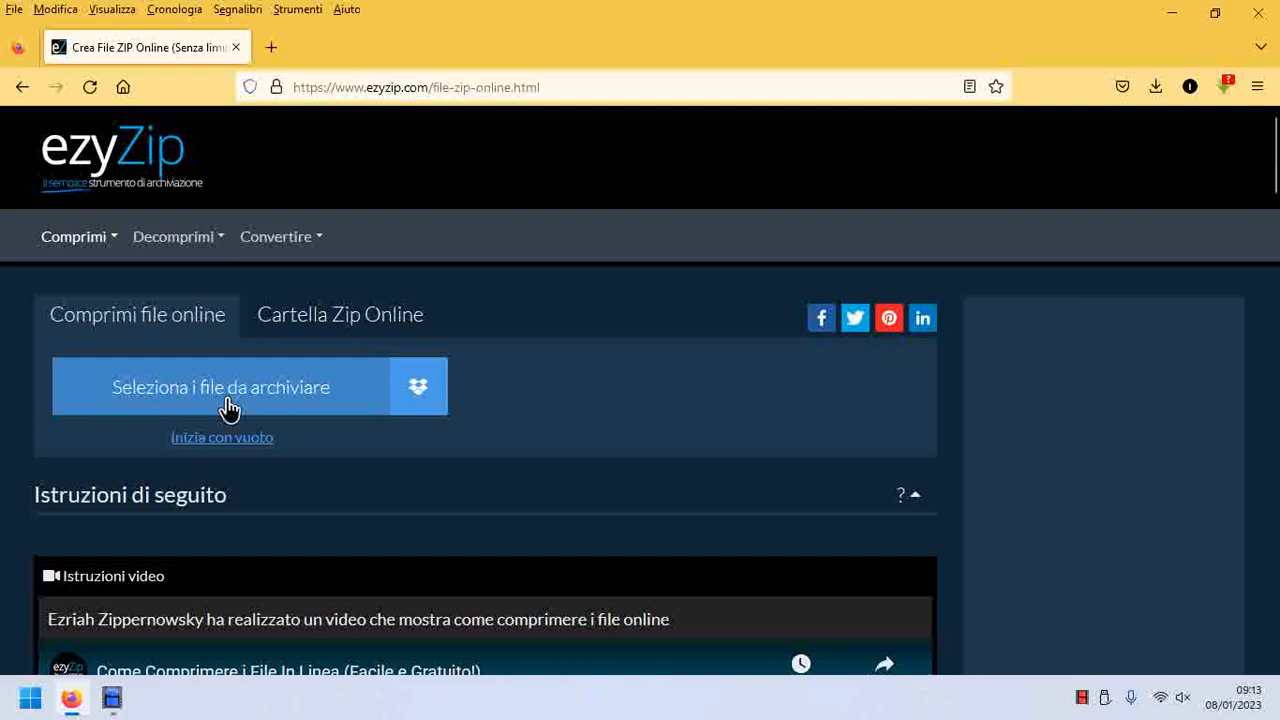 File Modifica Visualizza Cronologia Segnalibri Strumenti Aiuto
eZ Crea File ZIP Online (Senza limi
https://www.ezyzip.com/file-zip-online.html
ezyZip
il semplice strumento di archiviazione
Comprimi Decomprimi Convertire
Comprimi file online Cartella Zip Online
Seleziona i file da archiviare
Inizia con vuoto
Istruzioni di seguito ?
Istruzioni video
Ezriah Zippernowsky ha realizzato un video che mostra come comprimere i file online
ezyZip Come Comprimere i File In Linea (Facile e Gratuito!)
09:13
08/01/2023